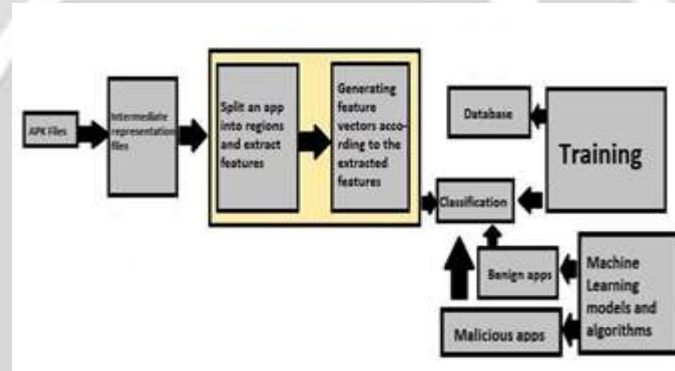 APK Files
Intermediate
representation
files
Split an app
into regions
and extract
features
Generating
feature
vectors acco-
rding to the
extracted
features
Database
Training
Classification
Benign apps
Malicious apps
Machine
Learning
models and
algorithms